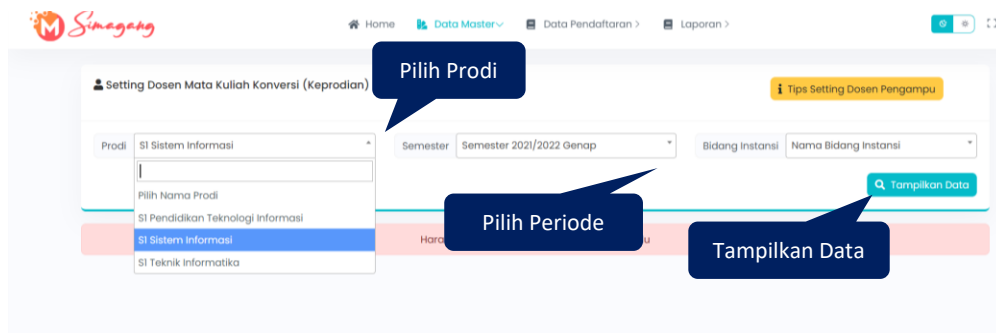 Simagang
Home Data Master Data Pendaftaran > Laporan >
Pilih Prodi
Setting Dosen Mata Kuliah Konversi (Keprodian)
Tips Setting Dosen Pengampu
Prodi S1 Sistem Informasi Semester Semester 2021/2022 Genap Bidang Instansi Nama Bidang Instansi
Pilih Nama Prodi
Tampilkan Data
S1 Pendidikan Teknologi Informasi
Pilih Periode
S1 Sistem Informasi
Tampilkan Data
S1 Teknik Informatika